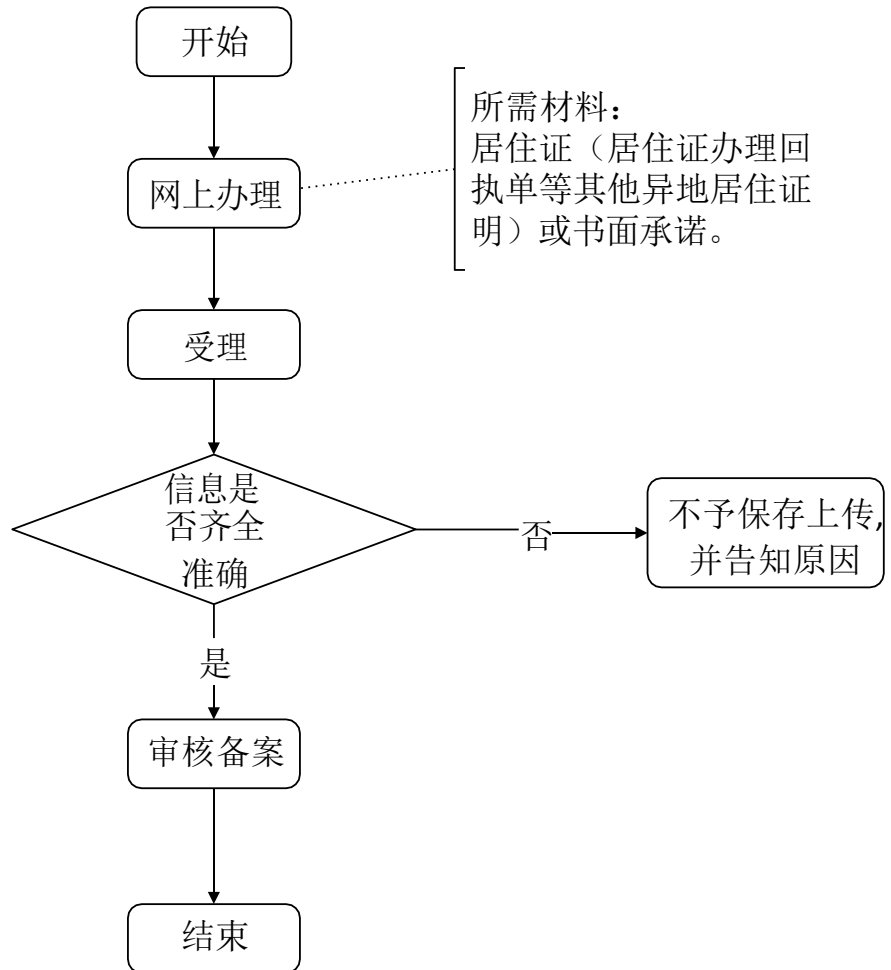 开始
所需材料：
居住证（居住证办理回
执单等其他异地居住证
明）或书面承诺。
网上办理
受理
信息是
否齐全
准确
否
不予保存上传,
并告知原因
是
审核备案
结束